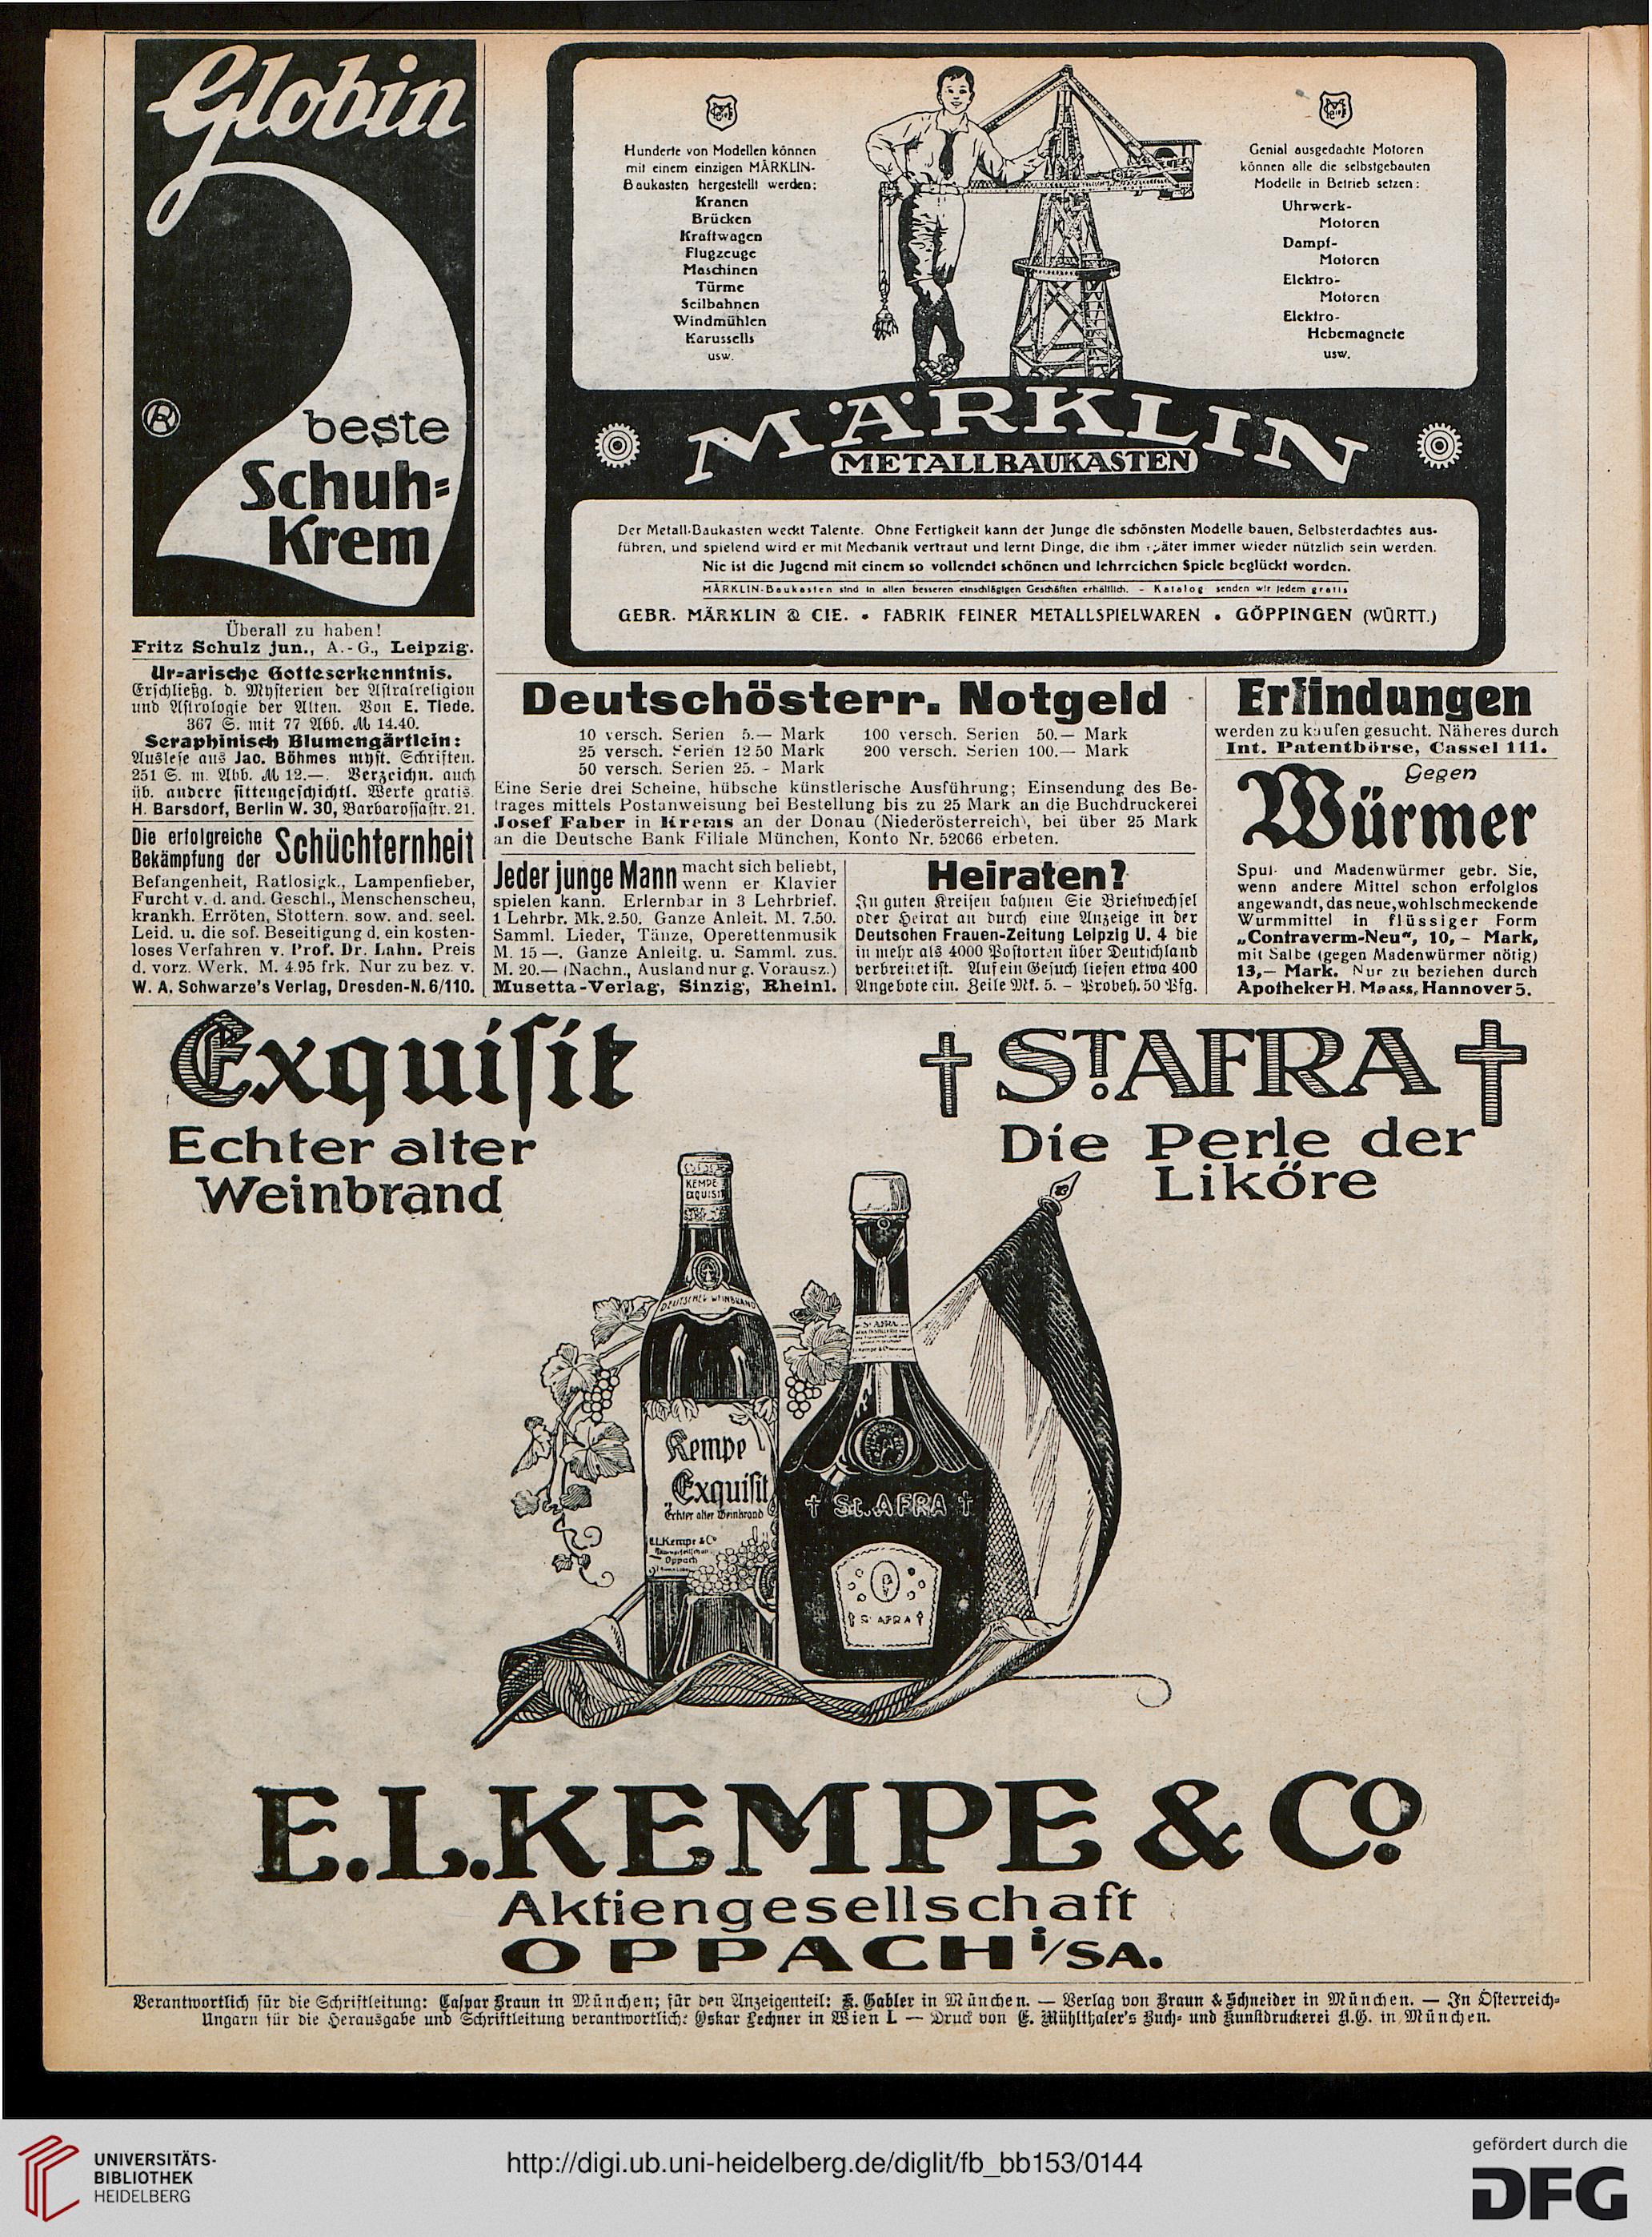 Globin
beste
Schuh=
Krem
Überall zu haben!
Fritz Schulz jun., A.-G., Leipzig.
Ur=arische Gotteserkenntnis.
Erschließg. d. Mysterien der Astralreligion
und Astrologie der Alten. Von E. Tiede.
367 S. mit 77 Abb. M 14.40.
Seraphinisch Blumengärtlein:
Auslese aus Jac. Böhmes myst. Schriften.
251 S. m. Abb. M 12.—. Verzeichn. auch
üb. andere sittengeschichtl. Werke gratis.
H. Barsdorf, Berlin W. 30, Barbarossastr. 21.
Die erfolgreiche
Bekämpfung der Schüchternheit
Befangenheit, Ratlosigk., Lampenfieber,
Furcht v. d. and. Geschl., Menschenscheu,
krankh. Erröten, Stottern. sow. and. seel.
Leid. u. die sof. Beseitigung d. ein kosten-
loses Verfahren v. Prof. Dr. Lahn. Preis
d. vorz. Werk. M. 4.95 frk. Nur zu bez. v.
W. A. Schwarze's Verlag, Dresden-N. 6/110.
Hunderte von Modellen können
mit einem einzigen MÄRKLIN-
Baukasten hergestellt werden:
Kranen
Brücken
Kraftwagen
Flugzeuge
Maschinen
Türme
Seilbahnen
Windmühlen
Karussells
usw.
Genial ausgedachte Motoren
können alle die selbstgebauten
Modelle in Betrieb setzen:
Uhrwerk-
Motoren
Dampf-
Motoren
Elektro-
Motoren
Elektro-
Hebemagnete
usw.
MÄRKLIN
METALLBAUKASTEN
Der Metall-Baukasten weckt Talente. Ohne Fertigkeit kann der Junge die schönsten Modelle bauen, Selbsterdachtes aus-
führen, und spielend wird er mit Mechanik vertraut und lernt Dinge, die ihm später immer wieder nützlich sein werden.
Nie ist die Jugend mit einem so vollendet schönen und lehrreichen Spiele beglückt worden.
MÄRKLIN-Baukasten sind in allen besseren einschlägigen Geschäften erhältlich. - Katalog senden wir jedem gratis
GEBR. MÄRKLIN & CIE. • FABRIK FEINER METALLSPIELWAREN • GÖPPINGEN (WÜRTT.)
Deutschösterr. Notgeld
10 versch. Serien 5.— Mark 100 versch. Serien 50.— Mark
25 versch. Serien 12.50 Mark 200 versch. Serien 100.— Mark
50 versch. Serien 25. - Mark
Eine Serie drei Scheine, hübsche künstlerische Ausführung; Einsendung des Be-
trages mittels Postanweisung bei Bestellung bis zu 25 Mark an die Buchdruckerei
Josef Faber in Krems an der Donau (Niederösterreich), bei über 25 Mark
an die Deutsche Bank Filiale München, Konto Nr. 52066 erbeten.
Jeder junge Mann macht sich beliebt,
wenn er Klavier
spielen kann. Erlernbar in 3 Lehrbrief.
1 Lehrbr. Mk. 2.50. Ganze Anleit. M. 7.50.
Samml. Lieder, Tänze, Operettenmusik
M. 15—. Ganze Anleitg. u. Samml. zus.
M. 20.— (Nachn., Ausland nur g. Vorausz.)
Musetta-Verlag, Sinzig, Rheinl.
Heiraten?
In guten Kreisen bahnen Sie Briefwechsel
oder Heirat an durch eine Anzeige in der
Deutschen Frauen-Zeitung Leipzig U. 4 die
in mehr als 4000 Postorten über Deutschland
verbreitet ist. Auf ein Gesuch liefen etwa 400
Angebote ein. Zeile Mk. 5. - Probeh. 50 Pfg.
Erfindungen
werden zu kaufen gesucht. Näheres durch
Int. Patentbörse, Cassel 111.
Gegen
Würmer
Spul- und Madenwürmer gebr. Sie,
wenn andere Mittel schon erfolglos
angewandt, das neue, wohlschmeckende
Wurmmittel in flüssiger Form
„Contraverm-Neu“, 10,- Mark,
mit Salbe (gegen Madenwürmer nötig)
13,— Mark. Nur zu beziehen durch
Apotheker H. Maass, Hannover 5.
Exquisit
Echter alter
Weinbrand
† ST. AFRA †
Die Perle der
Liköre
KEMPE
EXQUISIT
DEUTSCHER WEINBRAND
Kempe
Exquisit
Echter alter Weinbrand
E.L.Kempe & Co
Oppach
ST. AFRA
† St. AFRA †
† ST. AFRA †
E.L.KEMPE & Co.
Aktiengesellschaft
OPPACH i/SA.
Verantwortlich für die Schriftleitung: Caspar Braun in München; für den Anzeigenteil: K. Gabler in München. — Verlag von Braun & Schneider in München. — In Österreich=
Ungarn für die Herausgabe und Schriftleitung verantwortlich: Oskar Lechner in Wien I. — Druck von E. Mühlthaler's Buch= und Kunstdruckerei A.G. in München.
UNIVERSITÄTS-
BIBLIOTHEK
HEIDELBERG
http://digi.ub.uni-heidelberg.de/diglit/fb_bb153/0144
gefördert durch die
DFG